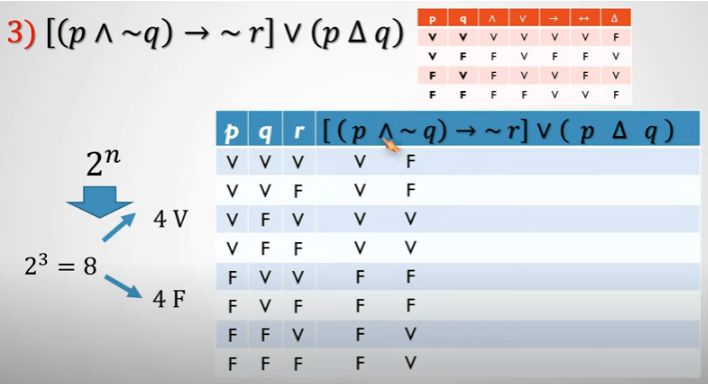 3) [(p ∧ ~q) → ~ r] ∨ (p Δ q)
p q ∧ ∨ → ↔ Δ
V V V V V V F
V F F V F F V
F V F V V F V
F F F F V V F
p q r [ ( p ∧ ~ q ) → ~ r ] ∨ ( p Δ q )
V V V V F
V V F V F
V F V V V
V F F V V
F V V F F
F V F F F
F F V F V
F F F F V
2ⁿ
4 V
2³ = 8
4 F